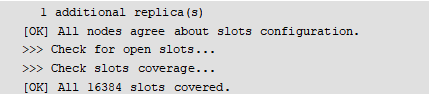 1 additional replica(s)
[OK] All nodes agree about slots configuration.
>>> Check for open slots...
>>> Check slots coverage...
[OK] All 16384 slots covered.